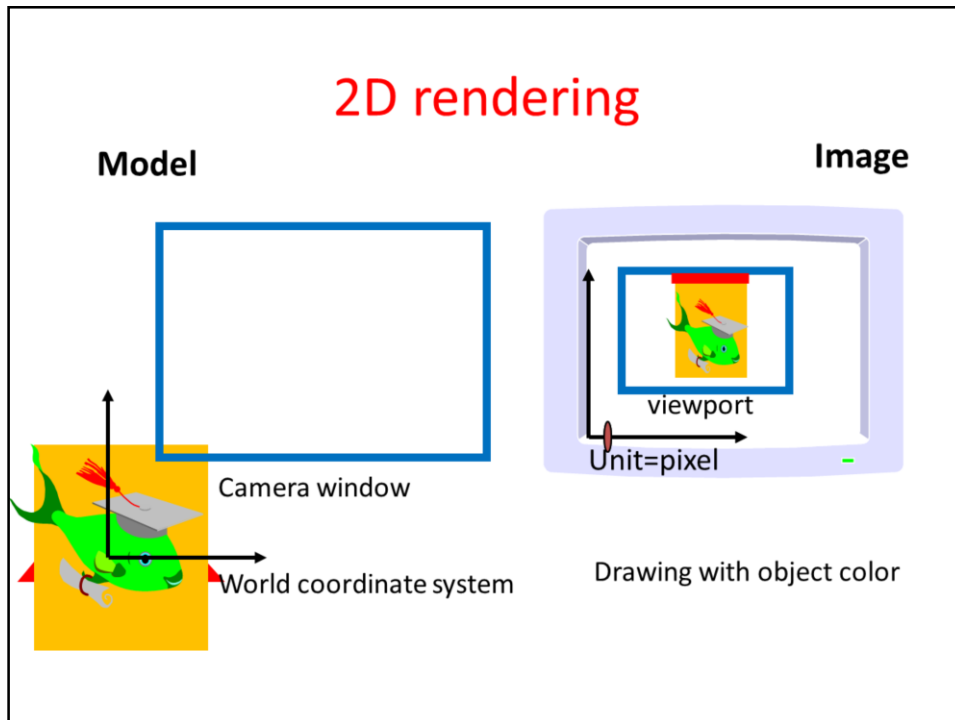 2D rendering
Model
Image
viewport
Unit=pixel
Camera window
World coordinate system
Drawing with object color